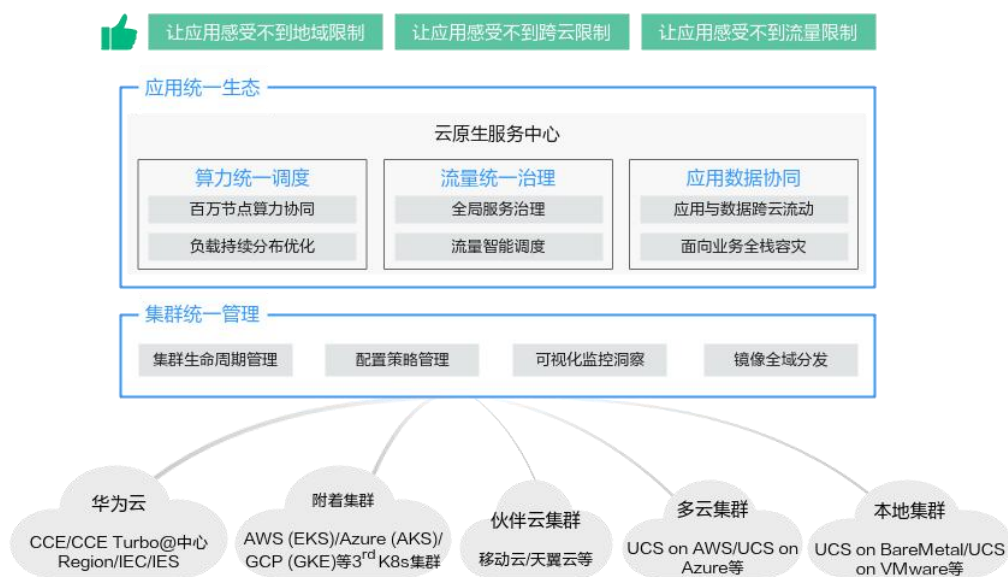 让应用感受不到地域限制
让应用感受不到跨云限制
让应用感受不到流量限制
应用统一生态
云原生服务中心
算力统一调度
百万节点算力协同
负载持续分布优化
流量统一治理
全局服务治理
流量智能调度
应用数据协同
应用与数据跨云流动
面向业务全栈容灾
集群统一管理
集群生命周期管理
配置策略管理
可视化监控洞察
镜像全域分发
华为云
CCE/CCE Turbo@中心
Region/IEC/IES
附着集群
AWS (EKS)/Azure (AKS)/
GCP (GKE)等3rd K8s集群
伙伴云集群
移动云/天翼云等
多云集群
UCS on AWS/UCS on
Azure等
本地集群
UCS on BareMetal/UCS
on VMware等